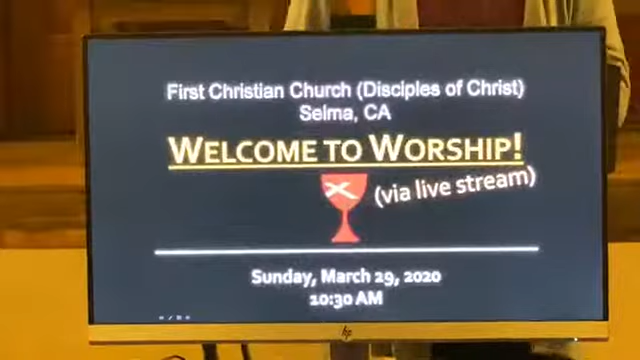 First Christian Church (Disciples of Christ)
Selma, CA
WELCOME TO WORSHIP!
(via live stream)
Sunday, March 29, 2020
10:30 AM
hp